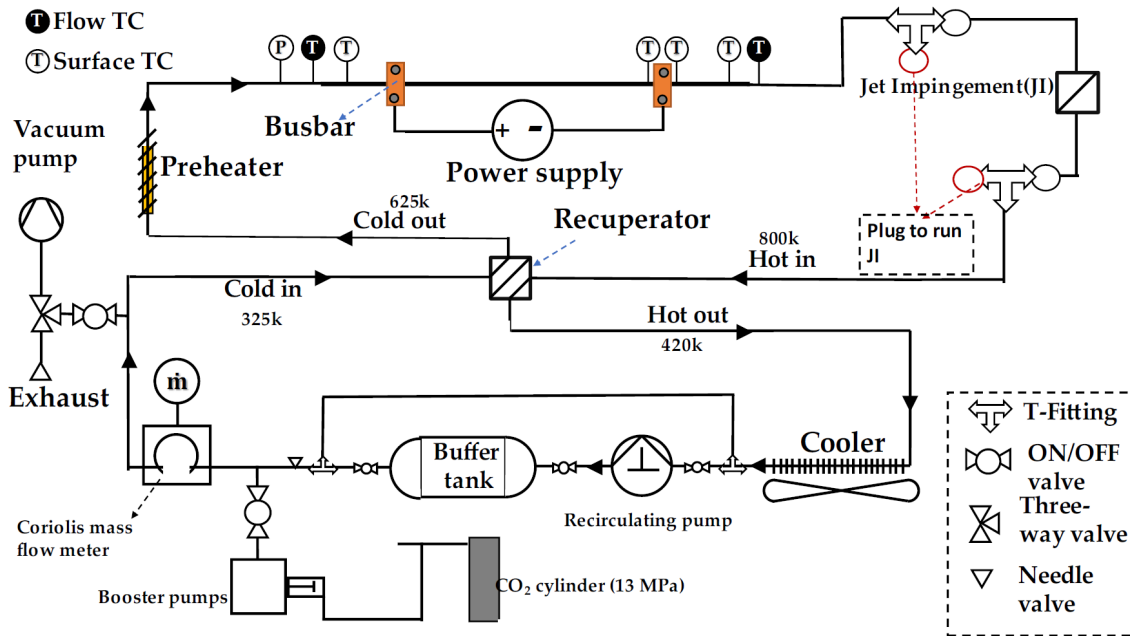 T Flow TC
T Surface TC
P
T
T
T
T
T
T
Jet Impingement(JI)
Busbar
+ -
Power supply
Vacuum
pump
Preheater
625k
Cold out
Recuperator
Plug to run
JI
800k
Hot in
Cold in
325k
Hot out
420k
Exhaust
ṁ
Buffer
tank
Cooler
Recirculating pump
Coriolis mass
flow meter
Booster pumps
CO₂ cylinder (13 MPa)
T-Fitting
ON/OFF
valve
Three-
way valve
Needle
valve